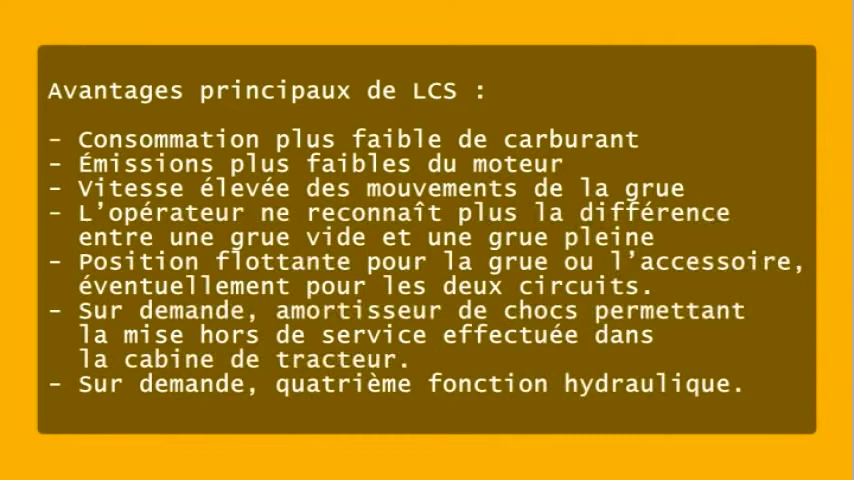 Avantages principaux de LCS :
- Consommation plus faible de carburant
- Émissions plus faibles du moteur
- Vitesse élevée des mouvements de la grue
- L’opérateur ne reconnaît plus la différence
entre une grue vide et une grue pleine
- Position flottante pour la grue ou l’accessoire,
éventuellement pour les deux circuits.
- Sur demande, amortisseur de chocs permettant
la mise hors de service effectuée dans
la cabine de tracteur.
- Sur demande, quatrième fonction hydraulique.